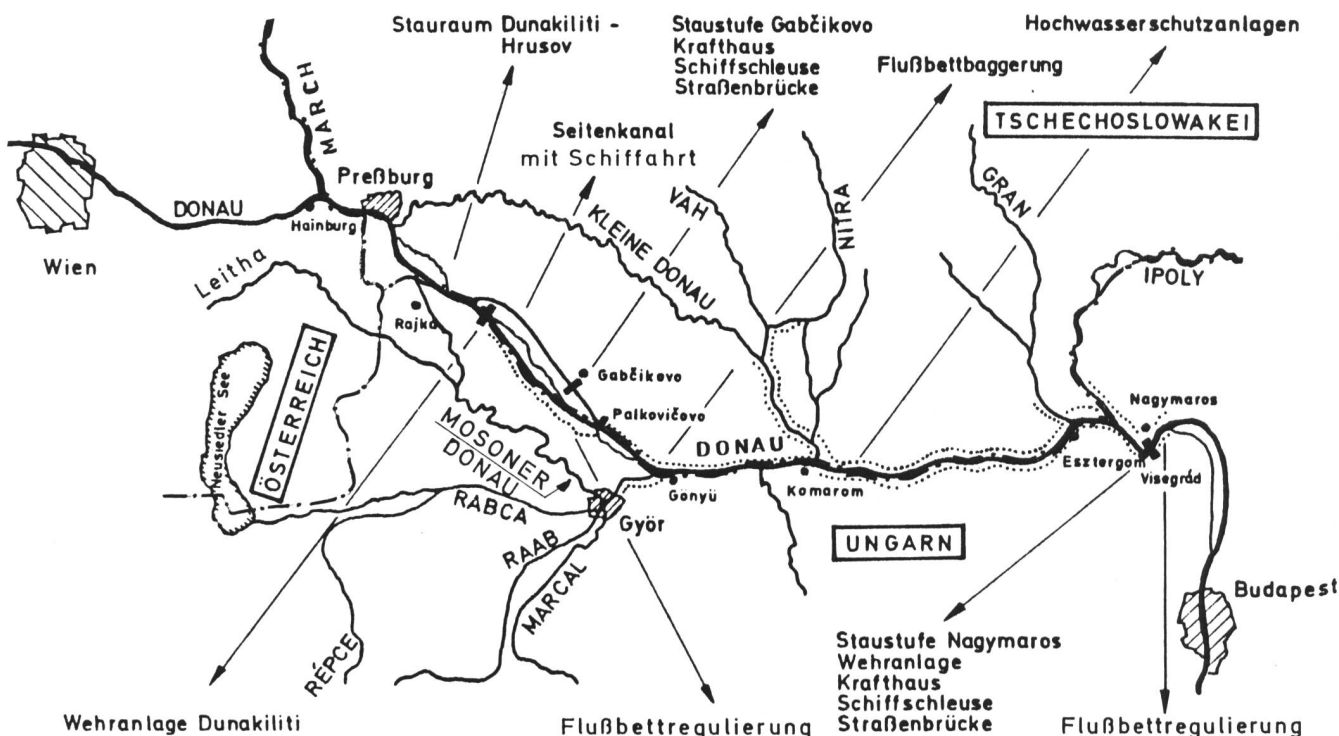 Stauraum Dunakiliti -
Hrusov
Staustufe Gabčikovo
Krafthaus
Schiffschleuse
Straßenbrücke
Hochwasserschutzanlagen
Flußbettbaggerung
TSCHECHOSLOWAKEI
Seitenkanal
mit Schiffahrt
MARCH
Preßburg
DONAU
Hainburg
Wien
Leitha
KLEINE DONAU
VAH
NITRA
GRAN
IPOLY
Rajka
ÖSTERREICH
Neusiedler See
Gabčikovo
Palkovičovo
MOSONER
DONAU
DONAU
Nagymaros
Esztergom
Visegrád
Gönyü
Komarom
RABCA
Györ
RAAB
MARCAL
RÉPCE
UNGARN
Budapest
Staustufe Nagymaros
Wehranlage
Krafthaus
Schiffschleuse
Straßenbrücke
Wehranlage Dunakiliti
Flußbettregulierung
Flußbettregulierung